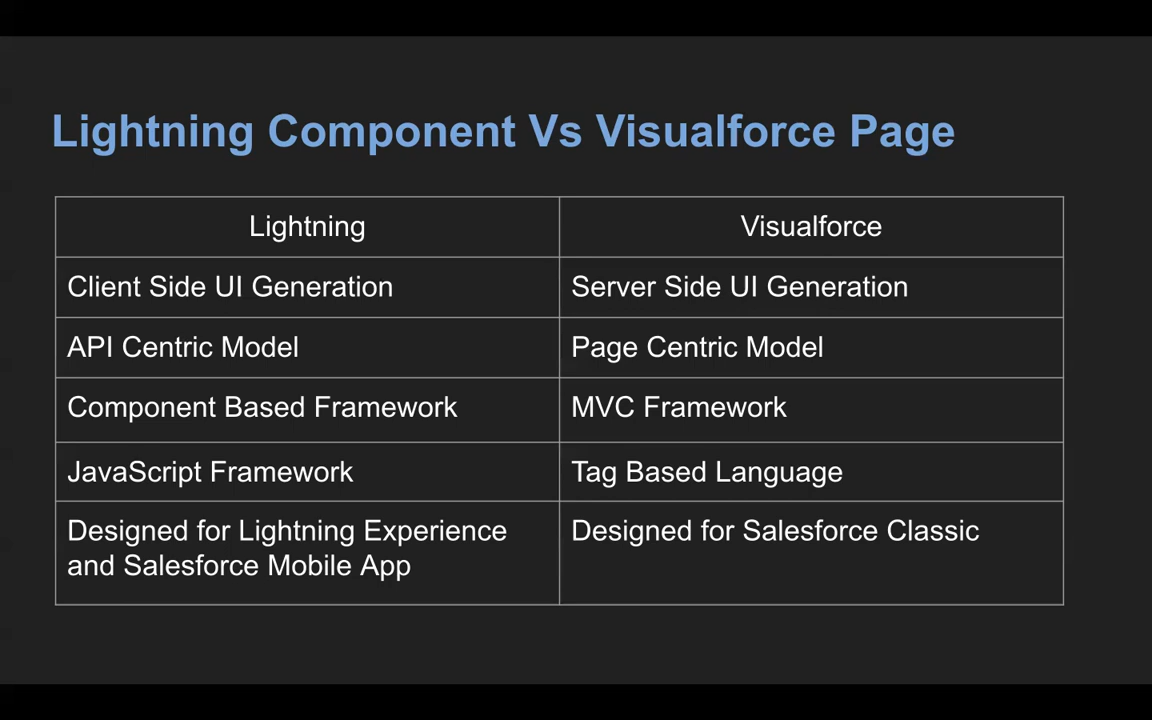 Lightning Component Vs Visualforce Page
Lightning
Visualforce
Client Side UI Generation
Server Side UI Generation
API Centric Model
Page Centric Model
Component Based Framework
MVC Framework
JavaScript Framework
Tag Based Language
Designed for Lightning Experience
and Salesforce Mobile App
Designed for Salesforce Classic